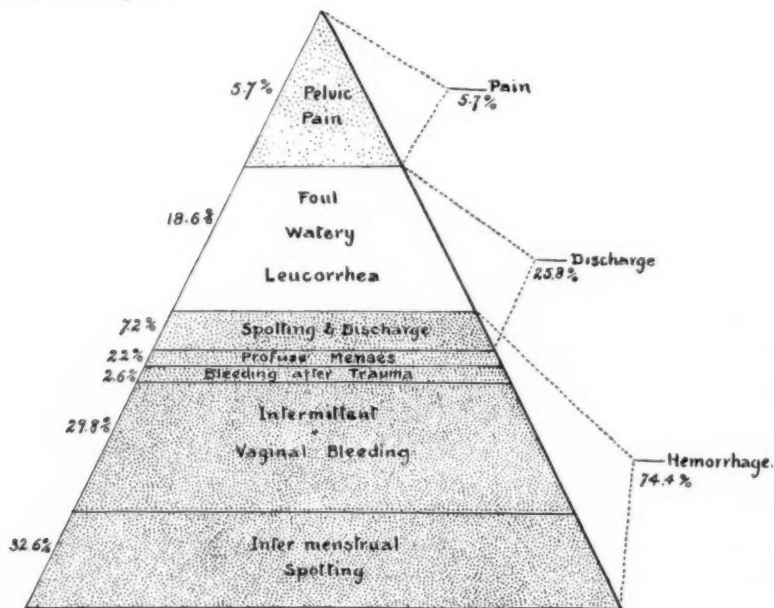 5.7%
Pelvic
Pain
Pain
5.7%
18.6%
Foul
Watery
Leucorrhea
Discharge
25.8%
7.2%
Spotting & Discharge
2.2%
Profuse Menses
2.6%
Bleeding after Trauma
29.8%
Intermittant
Vaginal Bleeding
Hemorrhage.
74.4%
32.6%
Inter menstrual
Spotting